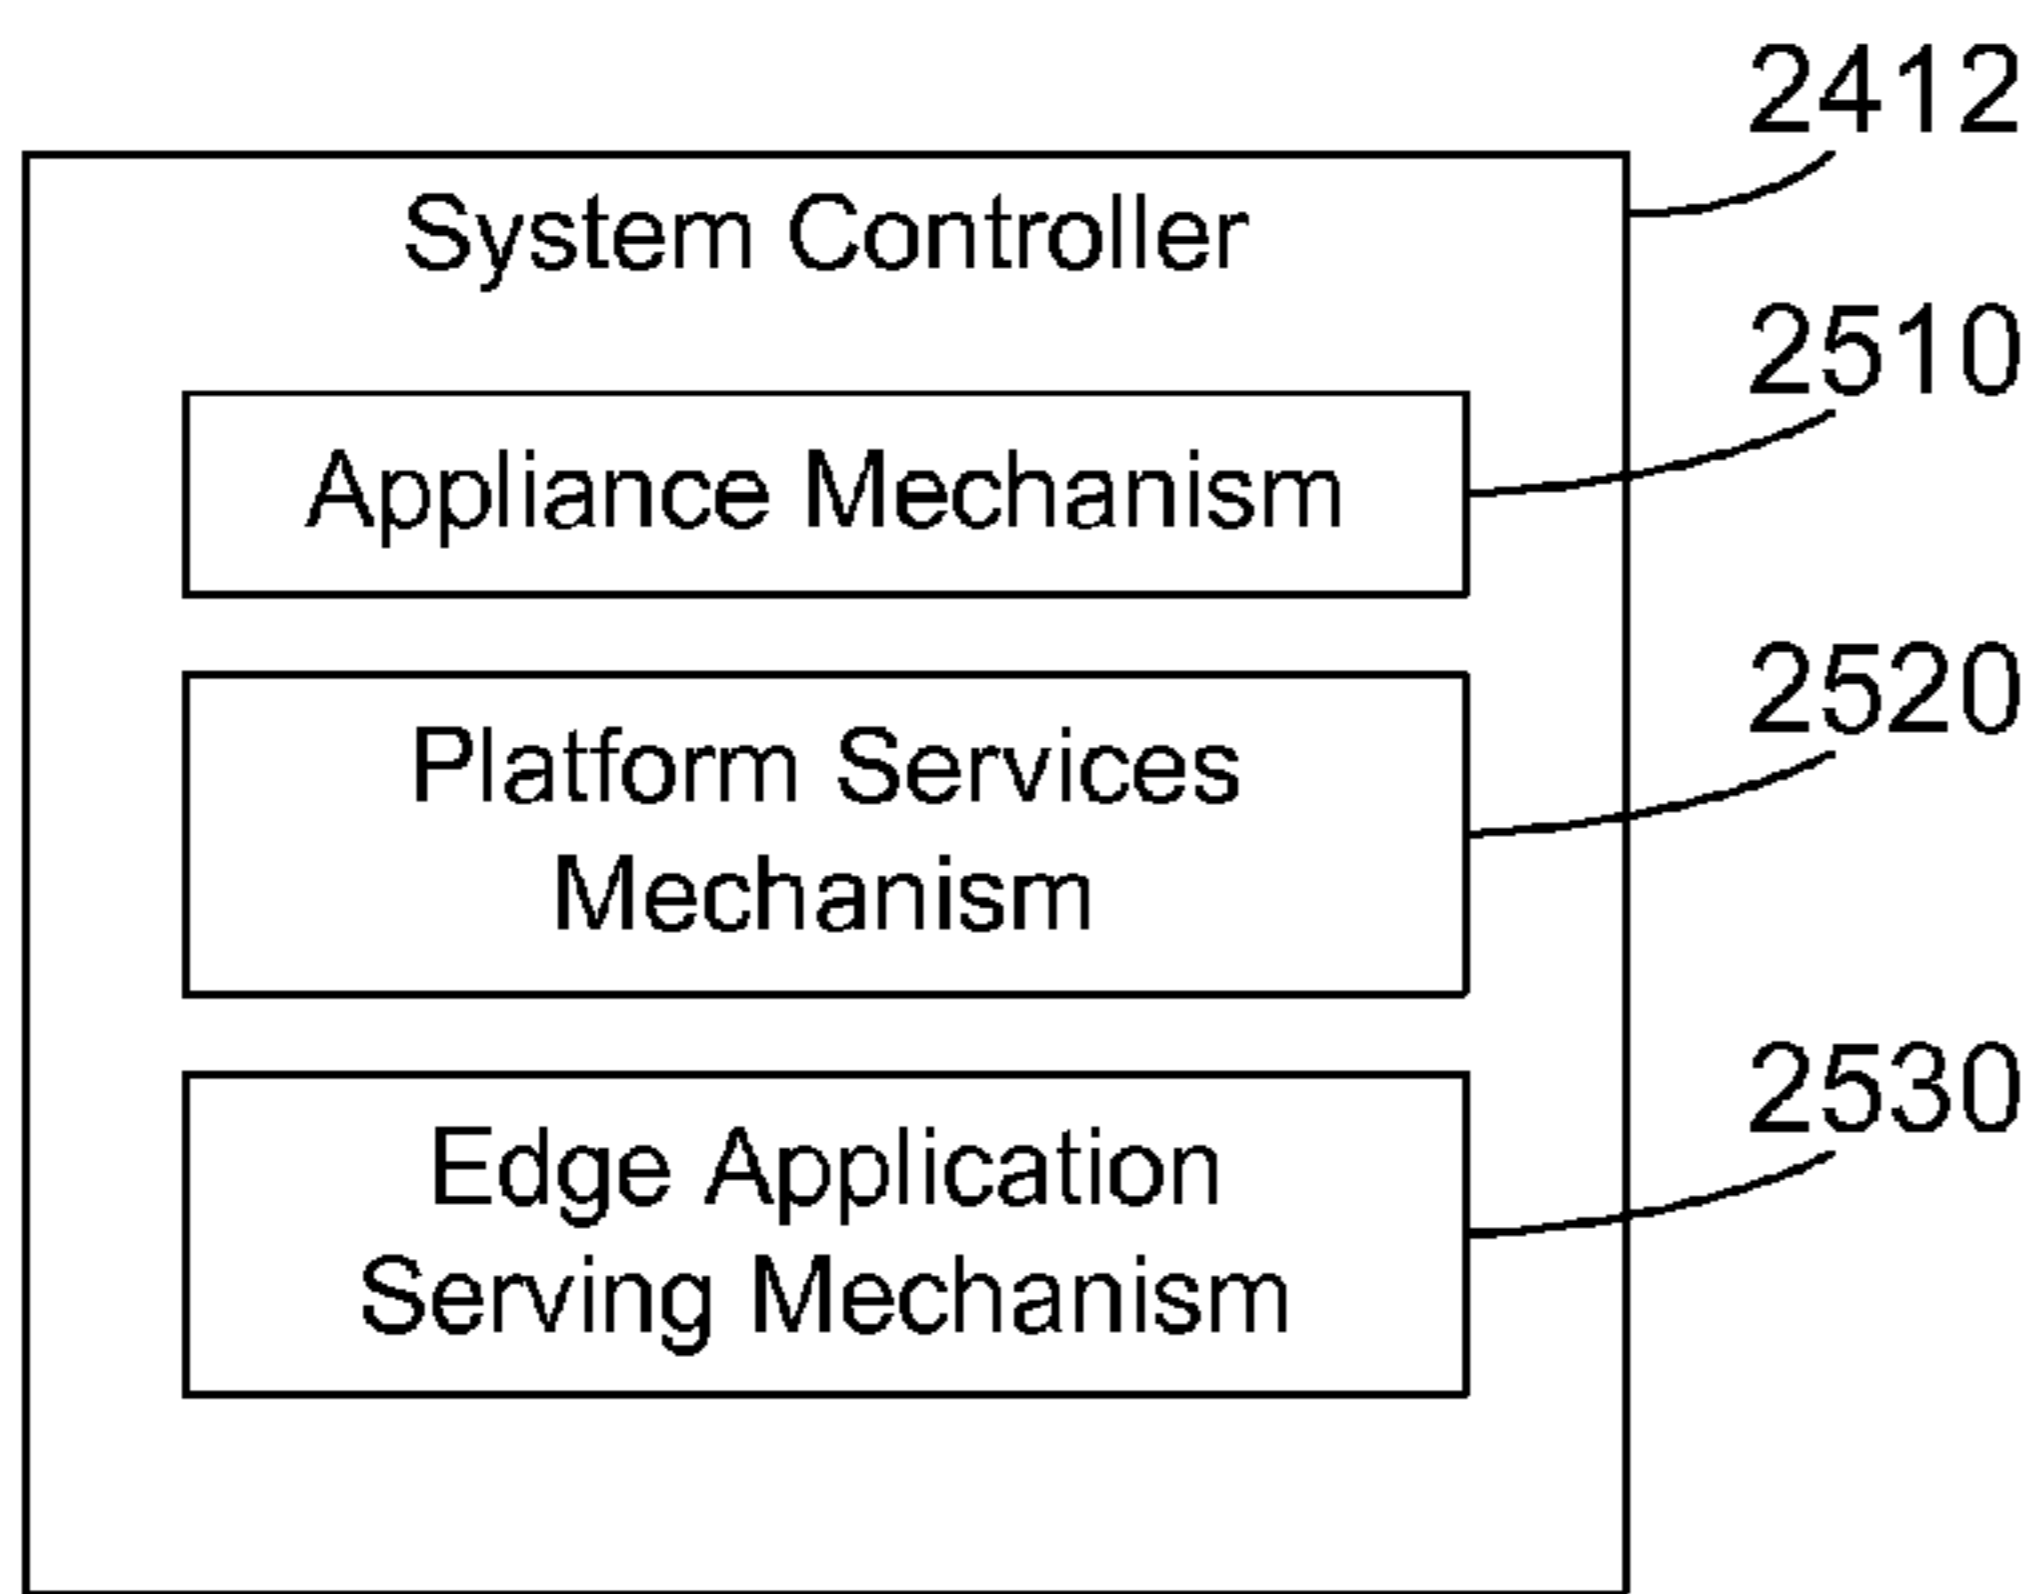 2412
System Controller
2510
Appliance Mechanism
2520
Platform Services
Mechanism
2530
Edge Application
Serving Mechanism